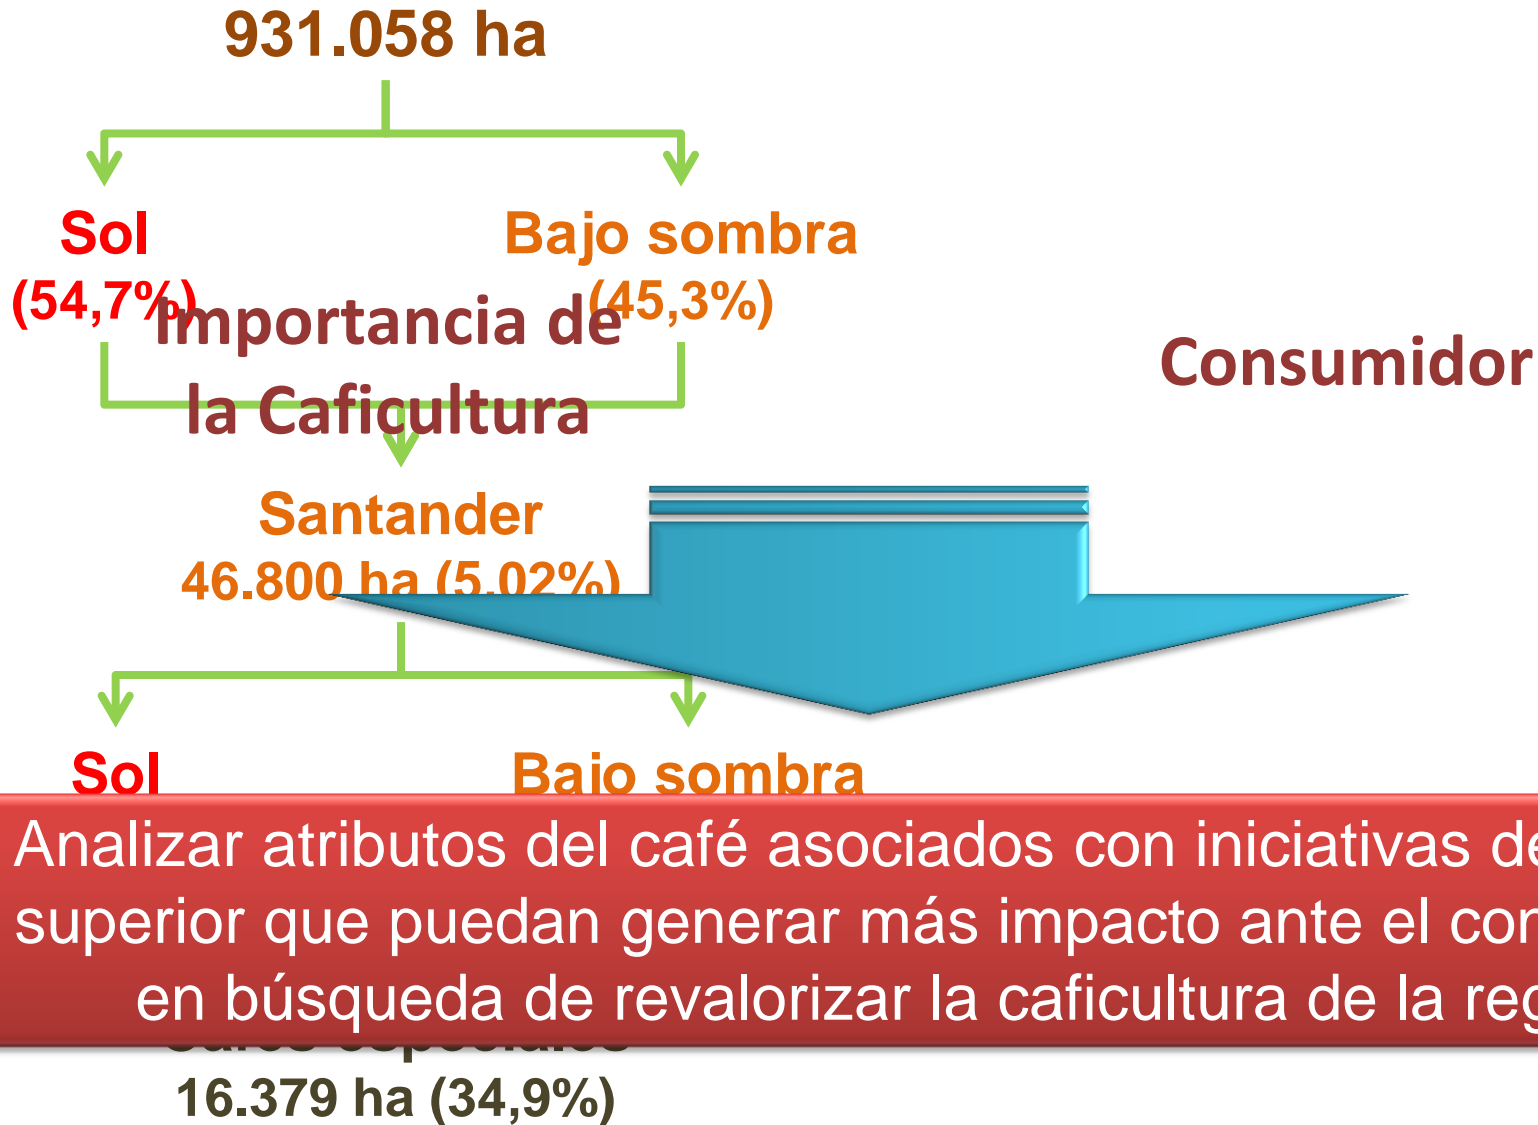 931.058 ha
Sol
Bajo sombra
(54,7%)
(45,3%)
Importancia de
la Caficultura
Consumidor
Santander
46.800 ha (5,02%)
Sol
Bajo sombra
Analizar atributos del café asociados con iniciativas de
superior que puedan generar más impacto ante el con
en búsqueda de revalorizar la caficultura de la reg
16.379 ha (34,9%)